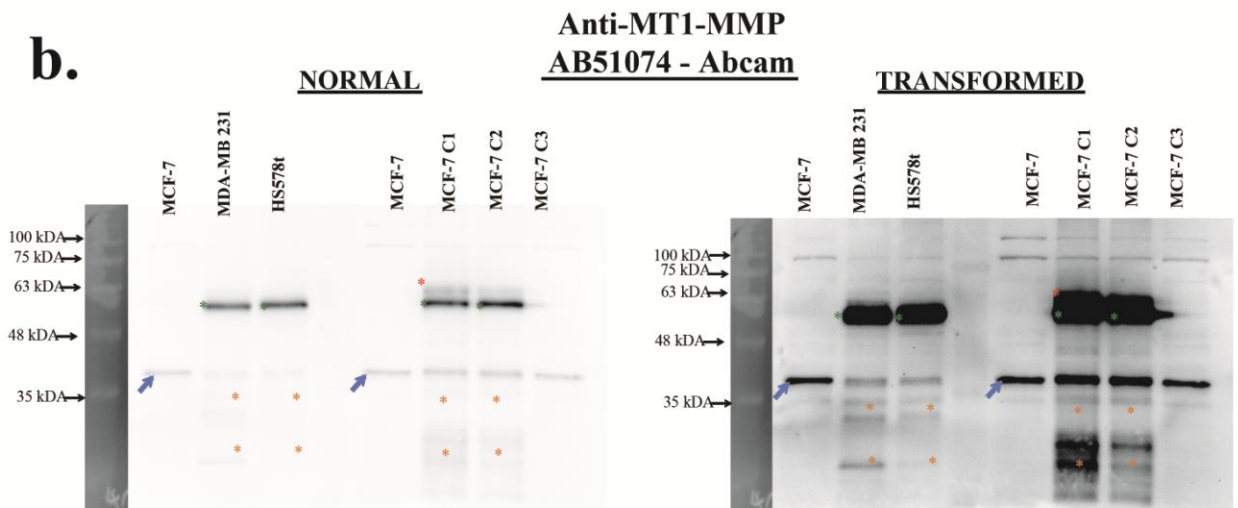 b.
Anti-MT1-MMP
AB51074 - Abcam
NORMAL
TRANSFORMED
MCF-7
MDA-MB 231
HS578t
MCF-7
MCF-7 C1
MCF-7 C2
MCF-7 C3
100 kDA
75 kDA
63 kDA
48 kDA
35 kDA
MCF-7
MDA-MB 231
HS578t
MCF-7
MCF-7 C1
MCF-7 C2
MCF-7 C3
100 kDA
75 kDA
63 kDA
48 kDA
35 kDA